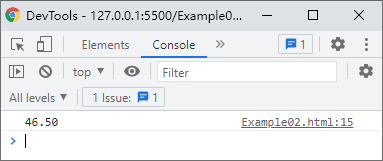 DevTools - 127.0.0.1:5500/Example0...
Elements Console » 1
top Filter
All levels 1 Issue: 1
46.50 Example02.html:15
>